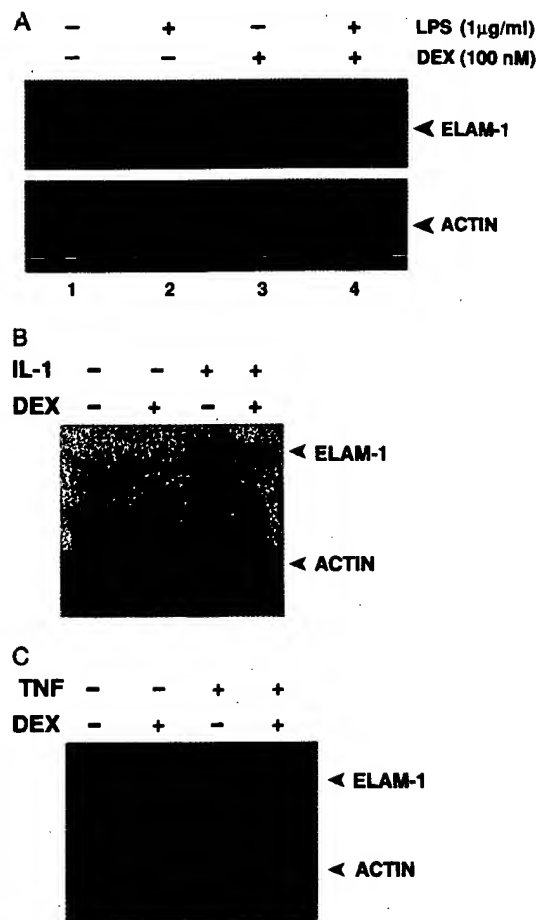 A
– + – + LPS (1µg/ml)
– – + + DEX (100 nM)
ELAM-1
ACTIN
1 2 3 4
B
IL-1 – – + +
DEX – + – +
ELAM-1
ACTIN
C
TNF – – + +
DEX – + – +
ELAM-1
ACTIN